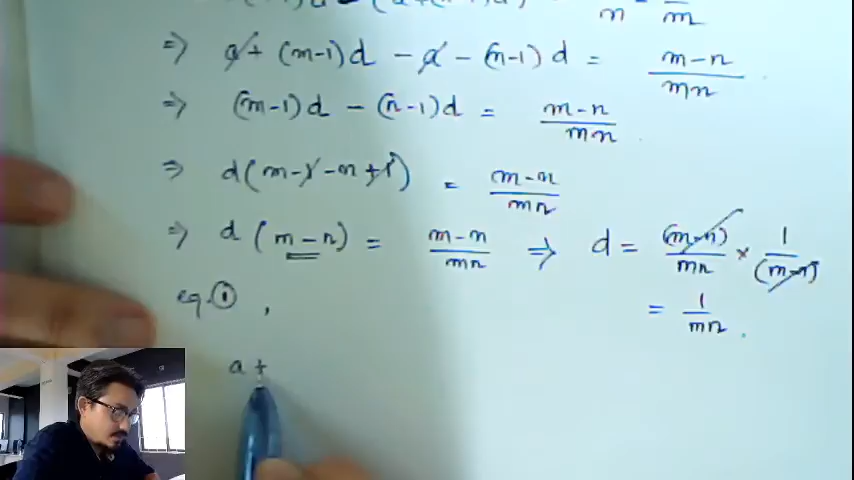 => a + (m-1)d - a - (n-1)d = m-n/mn
=> (m-1)d - (n-1)d = m-n/mn
=> d(m-1-n+1) = m-n/mn
=> d(m-n) = m-n/mn => d = (m-n)/mn × 1/(m-n)
eq. ①, = 1/mn.
a +